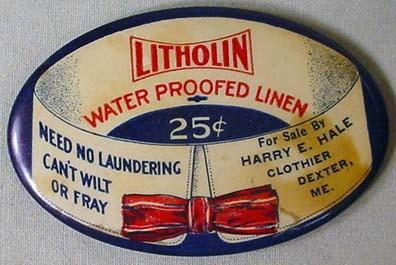 LITHOLIN
WATER PROOFED LINEN
25¢
NEED NO LAUNDERING
CAN'T WILT
OR FRAY
For Sale By
HARRY E. HALE
CLOTHIER
DEXTER,
ME.